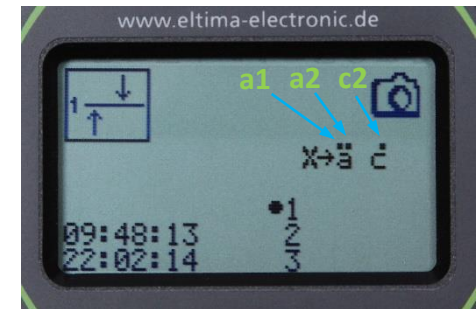 www.eltima-electronic.de
a1 a2 c2
1
X→ä ċ
●1
09:48:13 2
22:02:14 3